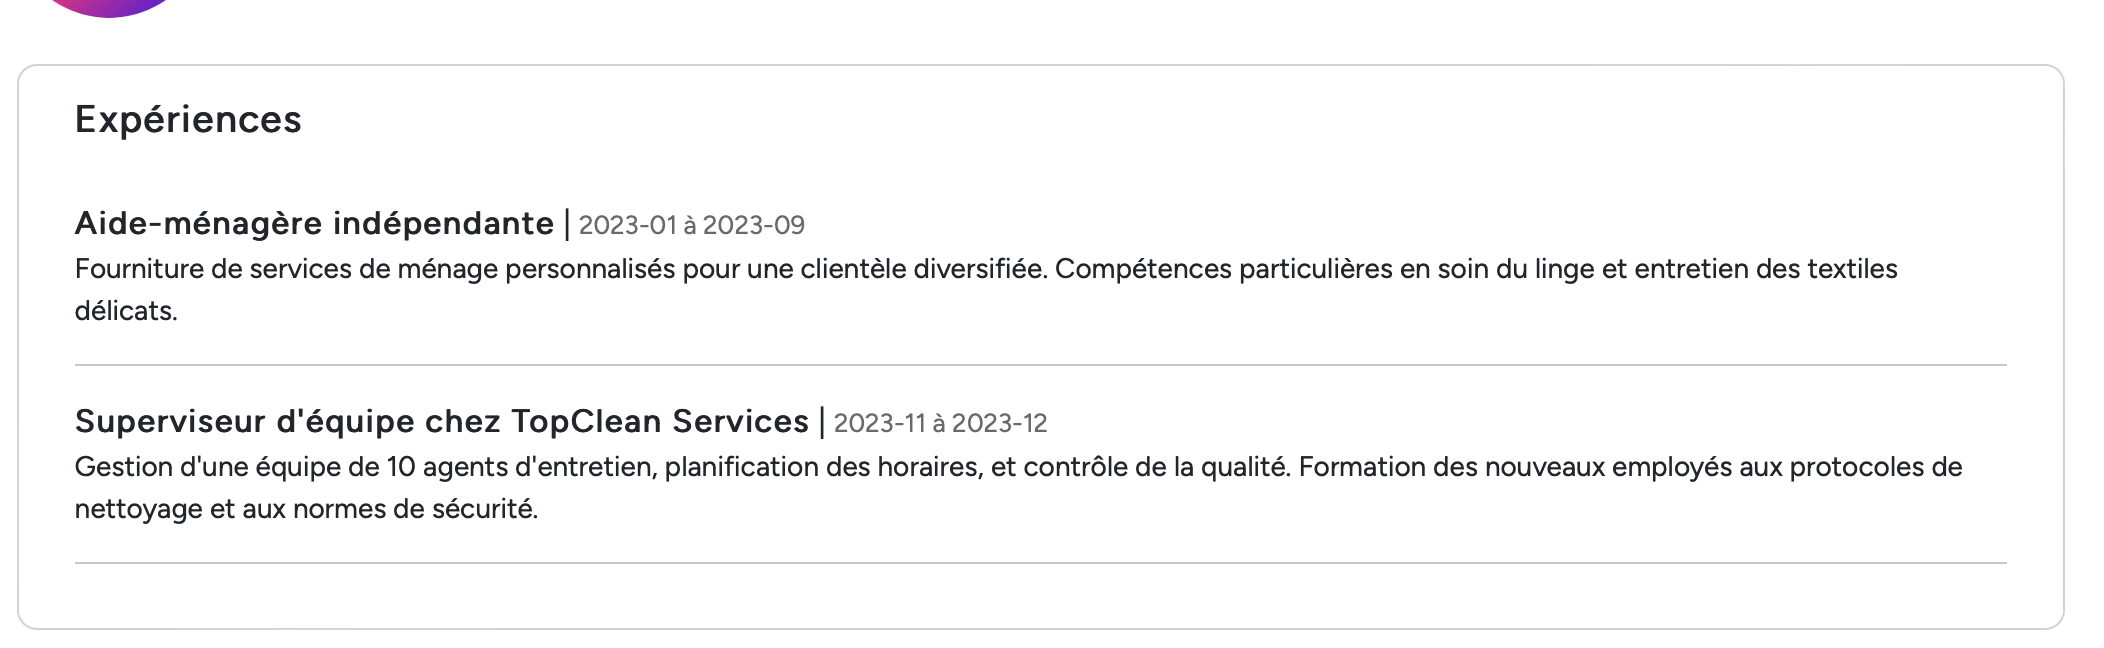 Expériences
Aide-ménagère indépendante | 2023-01 à 2023-09
Fourniture de services de ménage personnalisés pour une clientèle diversifiée. Compétences particulières en soin du linge et entretien des textiles
délicats.
Superviseur d'équipe chez TopClean Services | 2023-11 à 2023-12
Gestion d'une équipe de 10 agents d'entretien, planification des horaires, et contrôle de la qualité. Formation des nouveaux employés aux protocoles de
nettoyage et aux normes de sécurité.